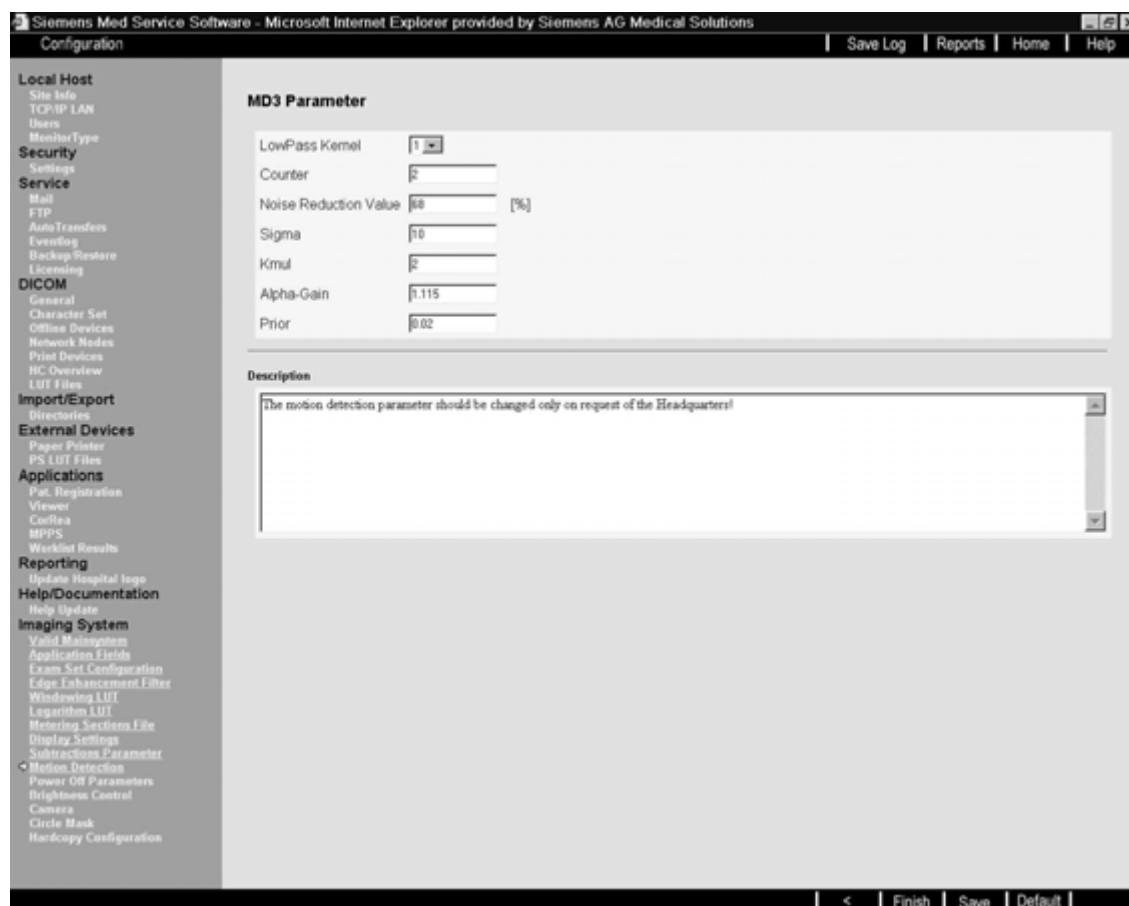 Siemens Med Service Software - Microsoft Internet Explorer provided by Siemens AG Medical Solutions
Configuration
Save Log
Reports
Home
Help
Local Host
Site Info
TCP/IP LAN
Users
MonitorType
Security
Settings
Service
Mail
FTP
AutoTransfers
Eventlog
Backup/Restore
Licensing
DICOM
General
Character Set
Offline Devices
Network Nodes
Print Devices
HC Overview
LUT Files
Import/Export
Directories
External Devices
Paper Printer
PS LUT Files
Applications
Pat. Registration
Viewer
CorRea
MPPS
Worklist Results
Reporting
Update Hospital logo
Help/Documentation
Help Update
Imaging System
Valid Mainsystem
Application Fields
Exam Set Configuration
Edge Enhancement Filter
Windowing LUT
Logarithm LUT
Metering Sections File
Display Settings
Subtractions Parameter
Motion Detection
Power Off Parameters
Brightness Control
Camera
Circle Mask
Hardcopy Configuration
MD3 Parameter
LowPass Kernel 1
Counter 2
Noise Reduction Value 68 [%]
Sigma 10
Kmul 2
Alpha-Gain 1.115
Prior 0.02
Description
The motion detection parameter should be changed only on request of the Headquarters!
< Finish Save Default